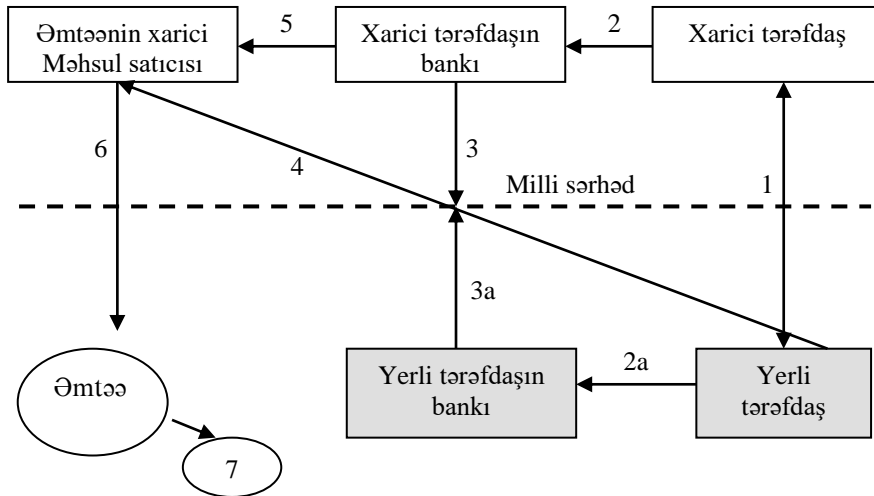 Əmtəənin xarici
Məhsul satıcısı
5
Xarici tərəfdaşın
bankı
2
Xarici tərəfdaş
6
4
3
Milli sərhəd
1
3a
Əmtəə
Yerli tərəfdaşın
bankı
2a
Yerli
tərəfdaş
7